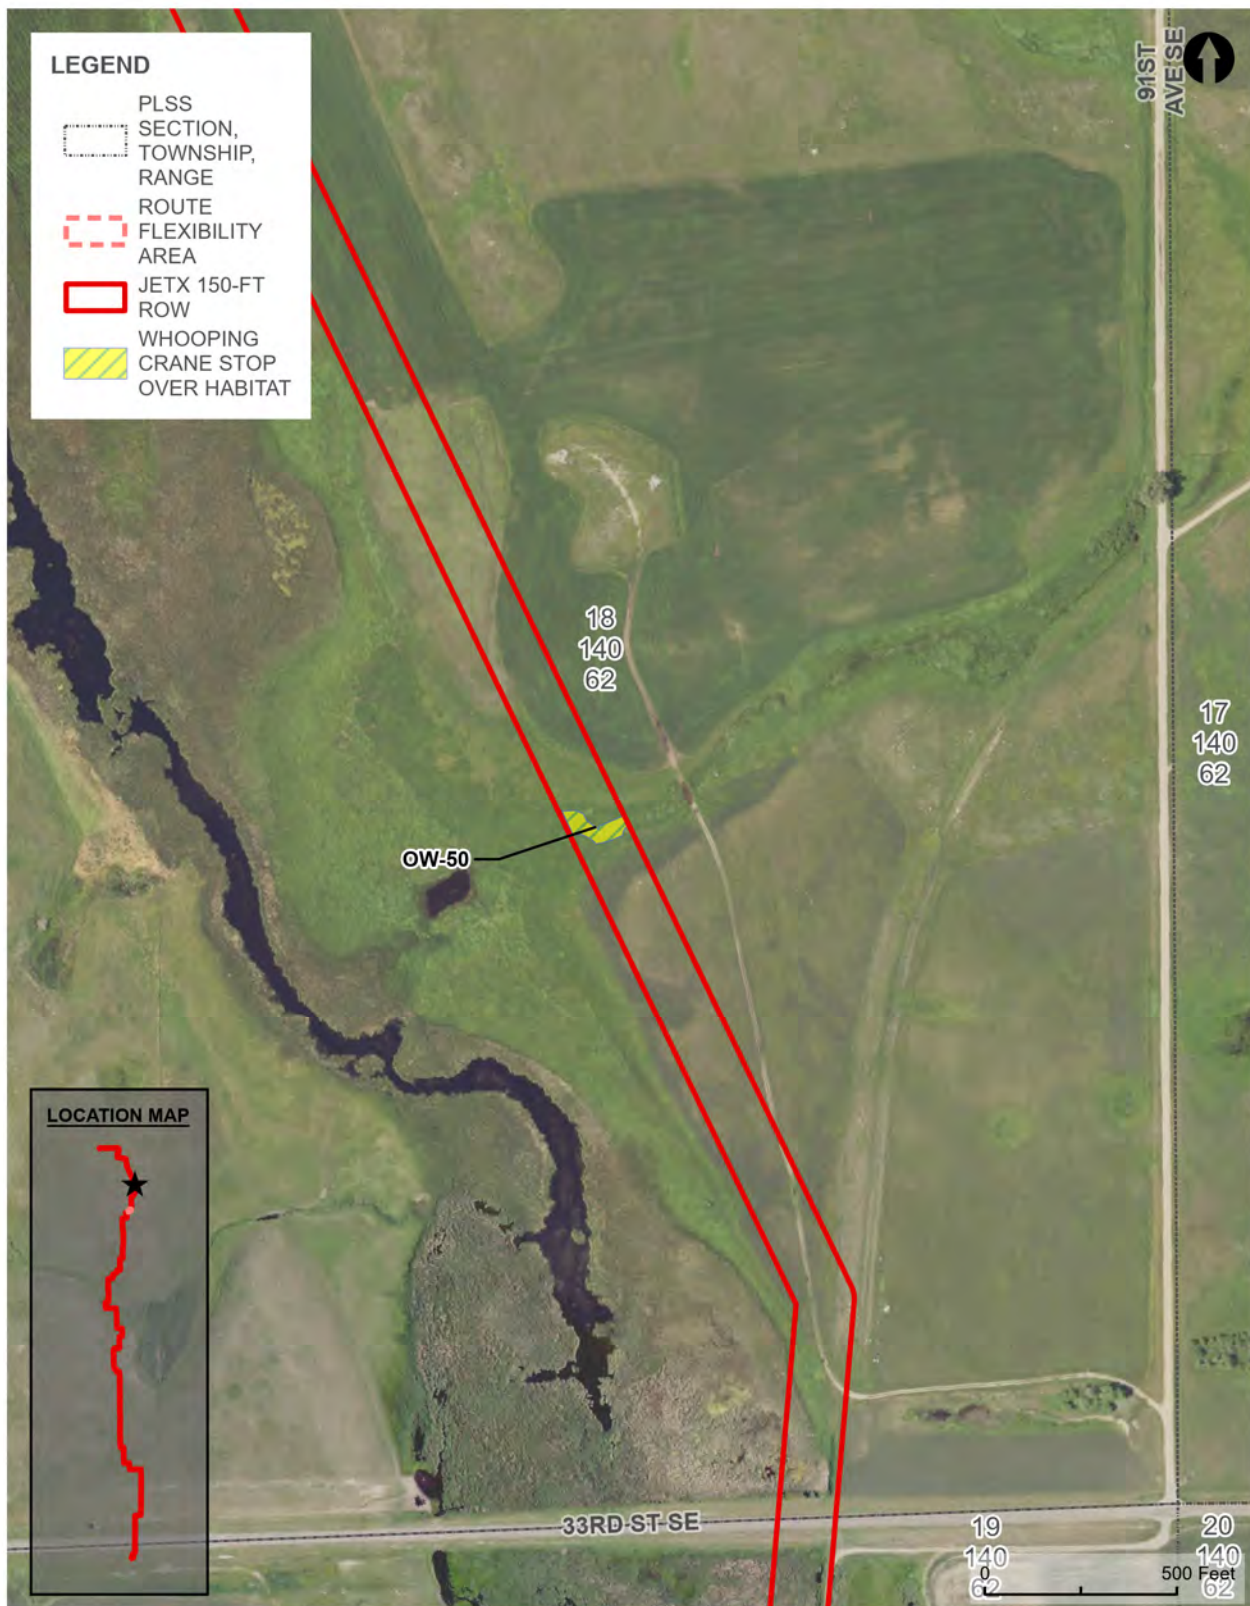 LEGEND
PLSS
SECTION,
TOWNSHIP,
RANGE
ROUTE
FLEXIBILITY
AREA
JETX 150-FT
ROW
WHOOPING
CRANE STOP
OVER HABITAT
91ST
AVE SE
18
140
62
17
140
62
OW-50
LOCATION MAP
33RD ST SE
19
140
62
20
140
62
0
500 Feet